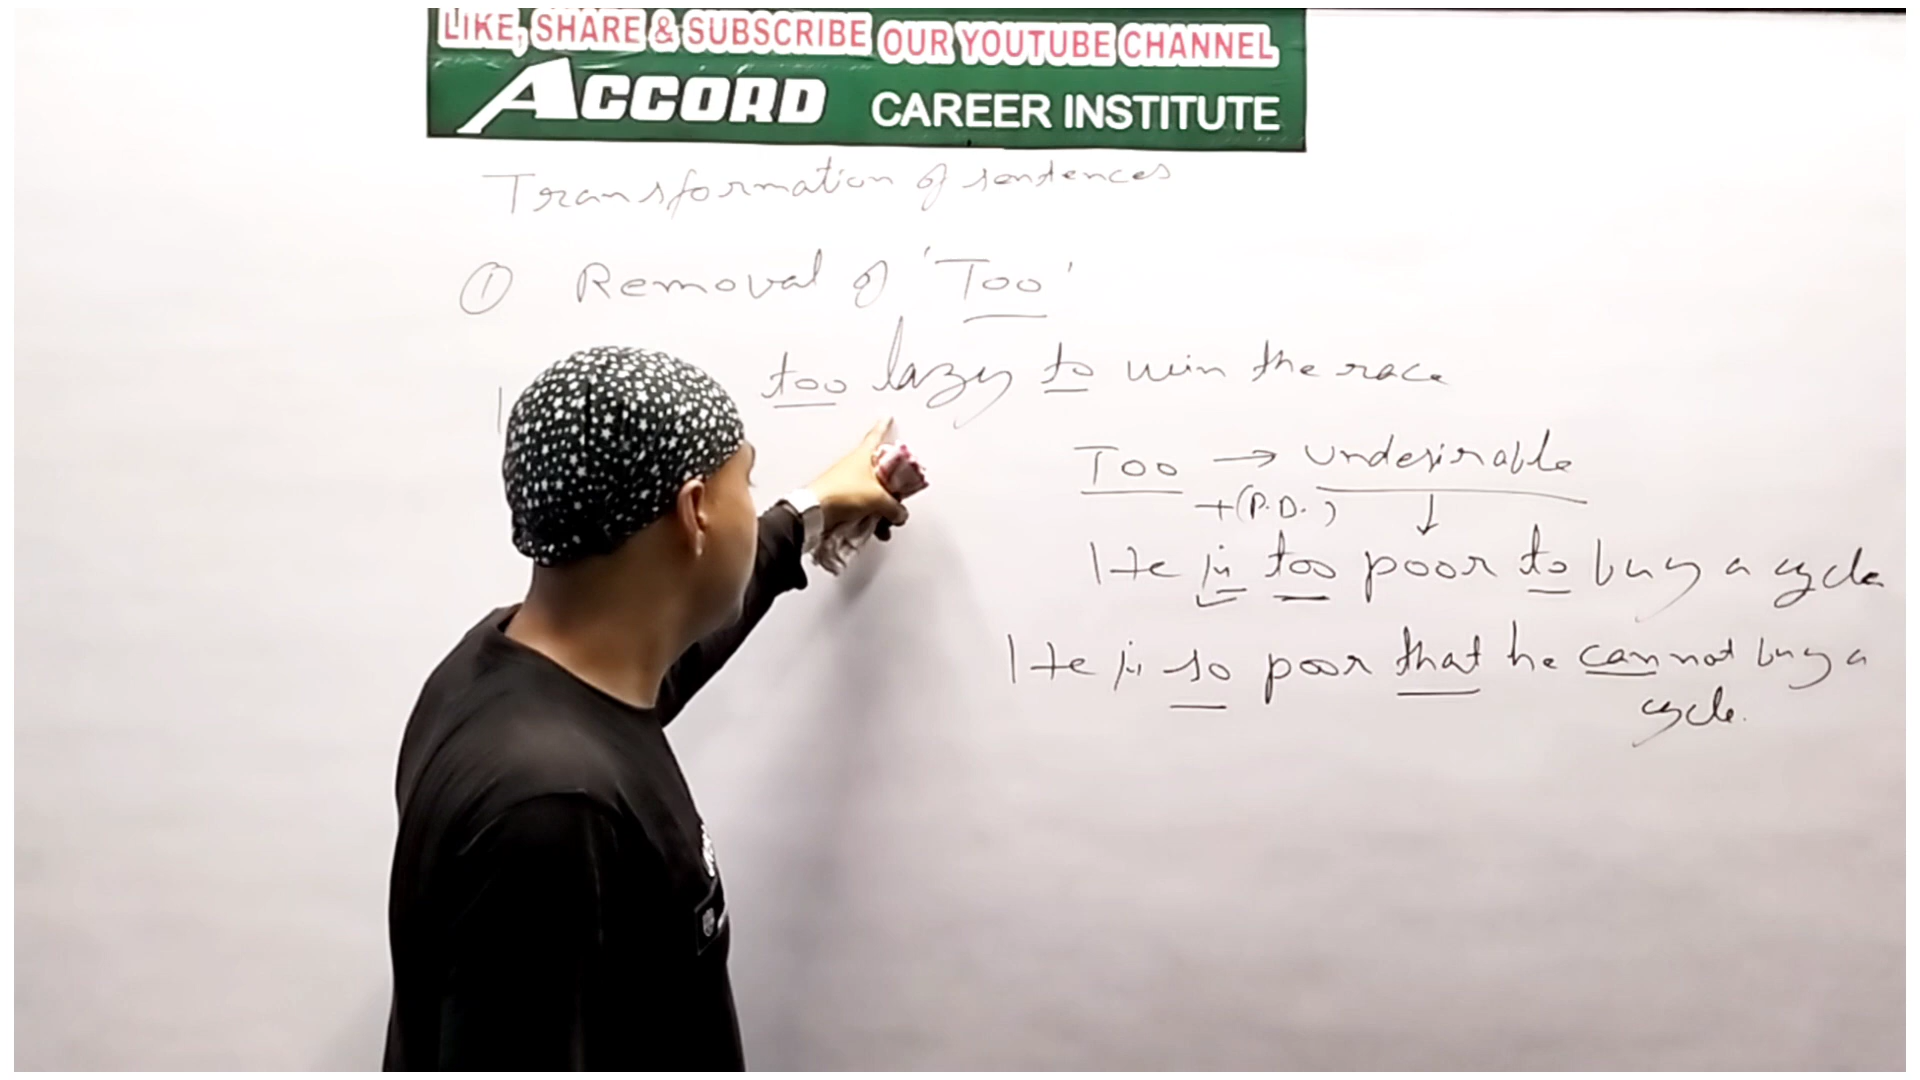 LIKE, SHARE & SUBSCRIBE OUR YOUTUBE CHANNEL
ACCORD CAREER INSTITUTE
Transformation of sentences
① Removal of 'Too'
too lazy to win the race
Too → undesirable
+(P.D.)
He is too poor to buy a cycle
He is so poor that he cannot buy a
cycle.